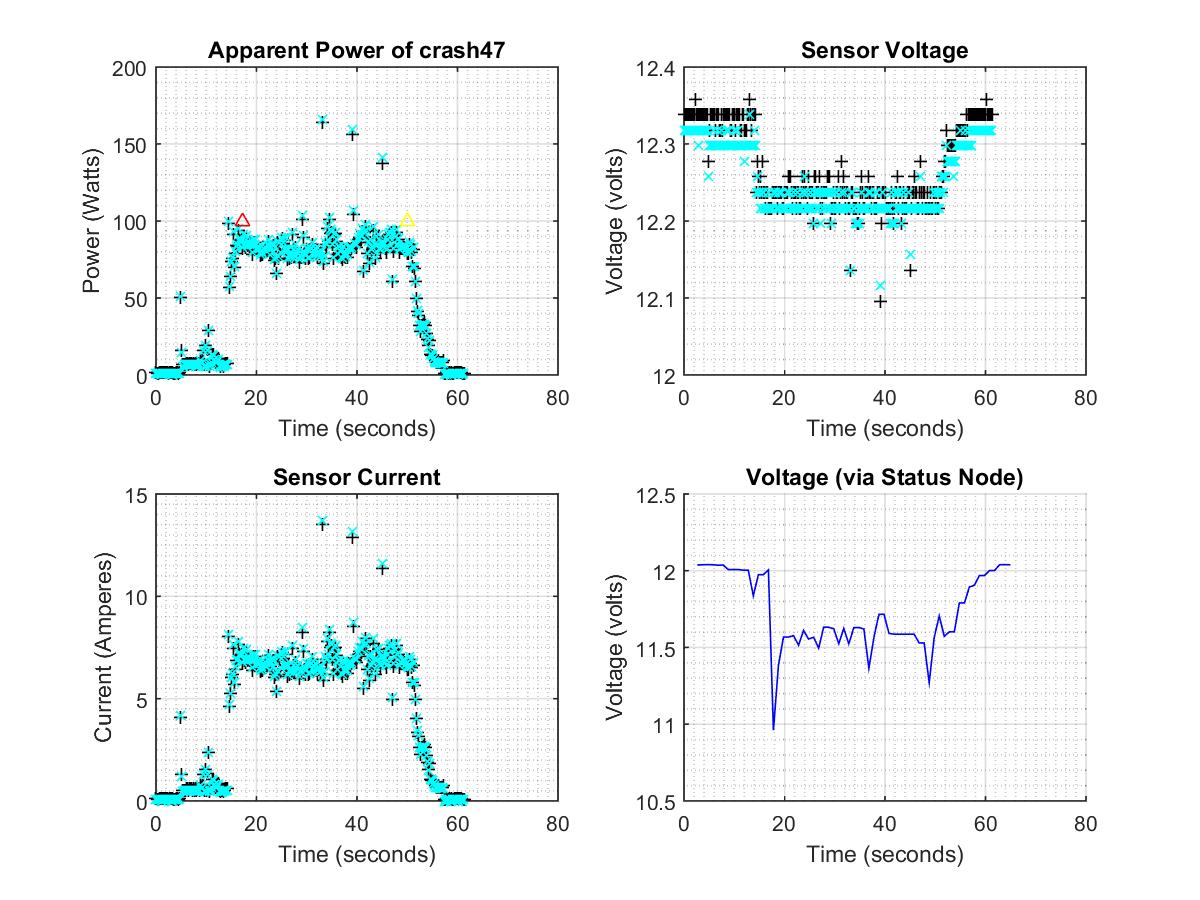 Apparent Power of crash47
200
150
100
50
0
Power (Watts)
0 20 40 60 80
Time (seconds)
Sensor Voltage
12.4
12.3
12.2
12.1
12
Voltage (volts)
0 20 40 60 80
Time (seconds)
Sensor Current
15
10
5
0
Current (Amperes)
0 20 40 60 80
Time (seconds)
Voltage (via Status Node)
12.5
12
11.5
11
10.5
Voltage (volts)
0 20 40 60 80
Time (seconds)